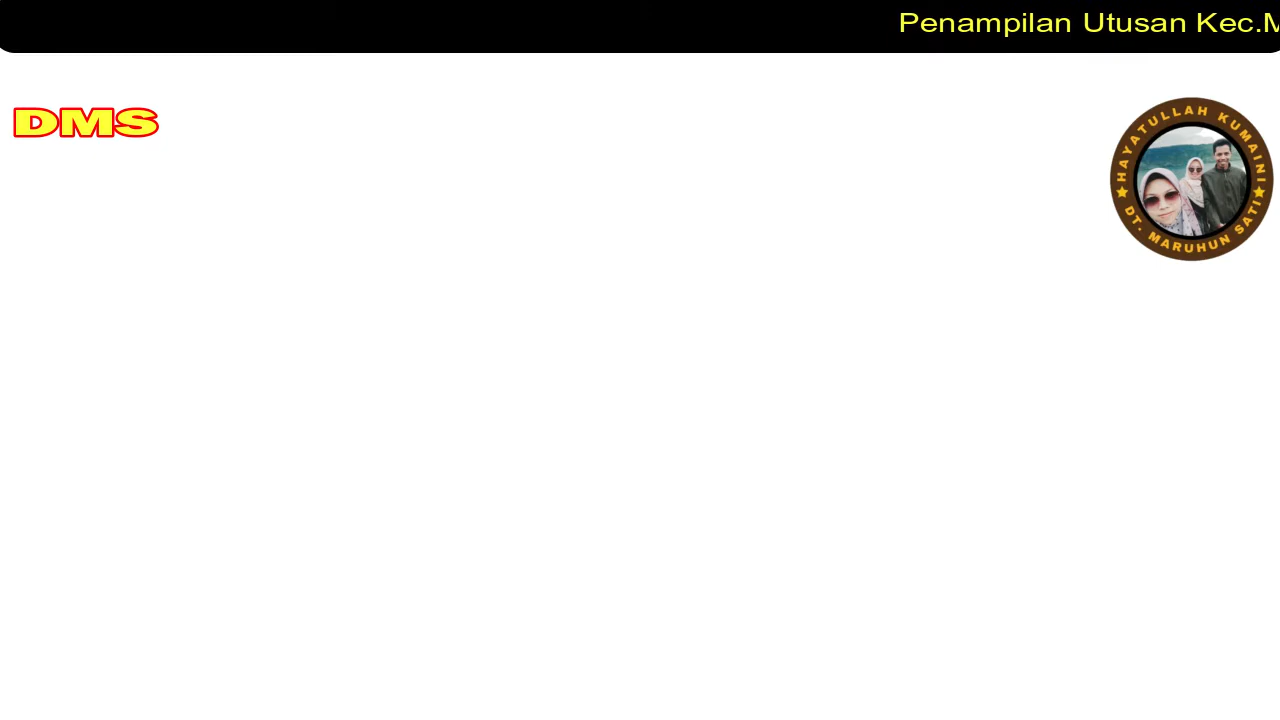 Penampilan Utusan Kec.M
DMS
HAYATULLAH KUMAINI
DT. MARUHUN SATI